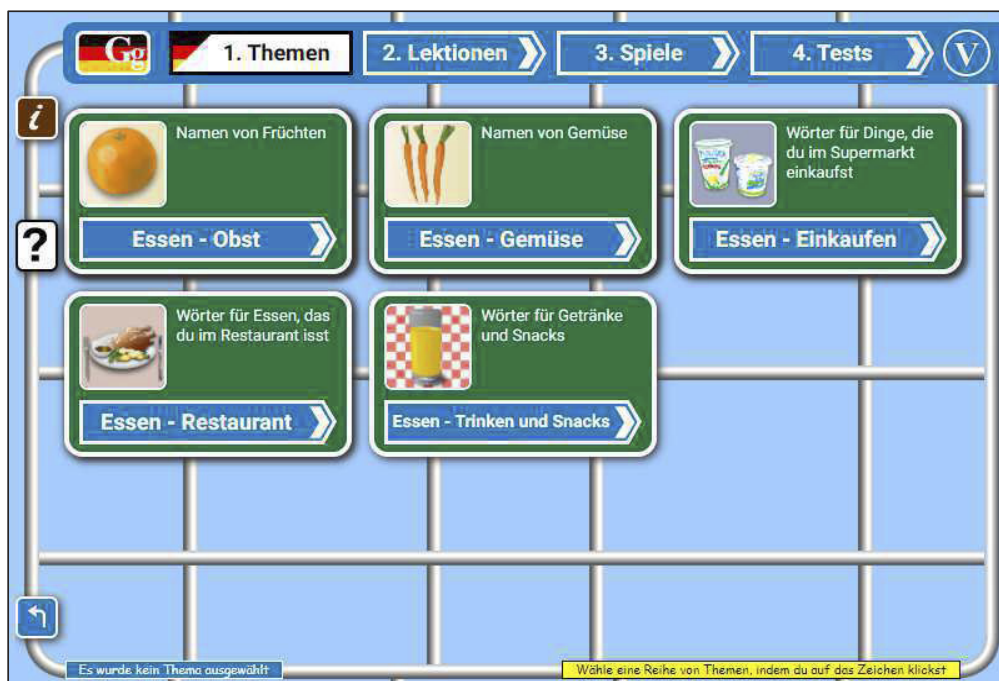 Gg
1. Themen
2. Lektionen
3. Spiele
4. Tests
V
i
Namen von Früchten
Essen - Obst
Namen von Gemüse
Essen - Gemüse
Wörter für Dinge, die
du im Supermarkt
einkaufst
Essen - Einkaufen
?
Wörter für Essen, das
du im Restaurant isst
Essen - Restaurant
Wörter für Getränke
und Snacks
Essen - Trinken und Snacks
Es wurde kein Thema ausgewählt
Wähle eine Reihe von Themen, indem du auf das Zeichen klickst